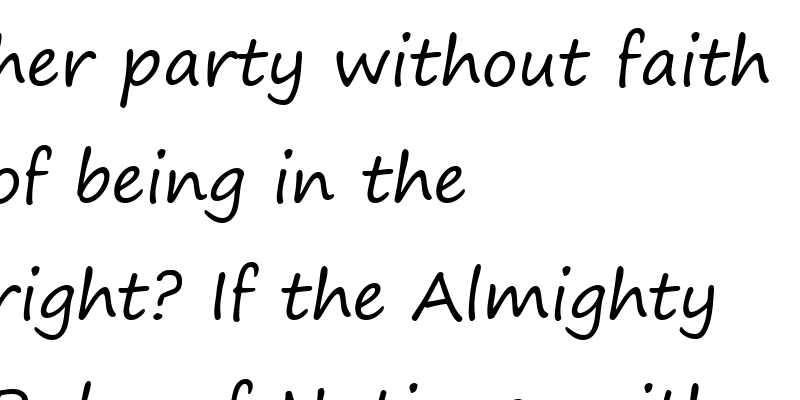 her party without faith
of being in the
right? If the Almighty